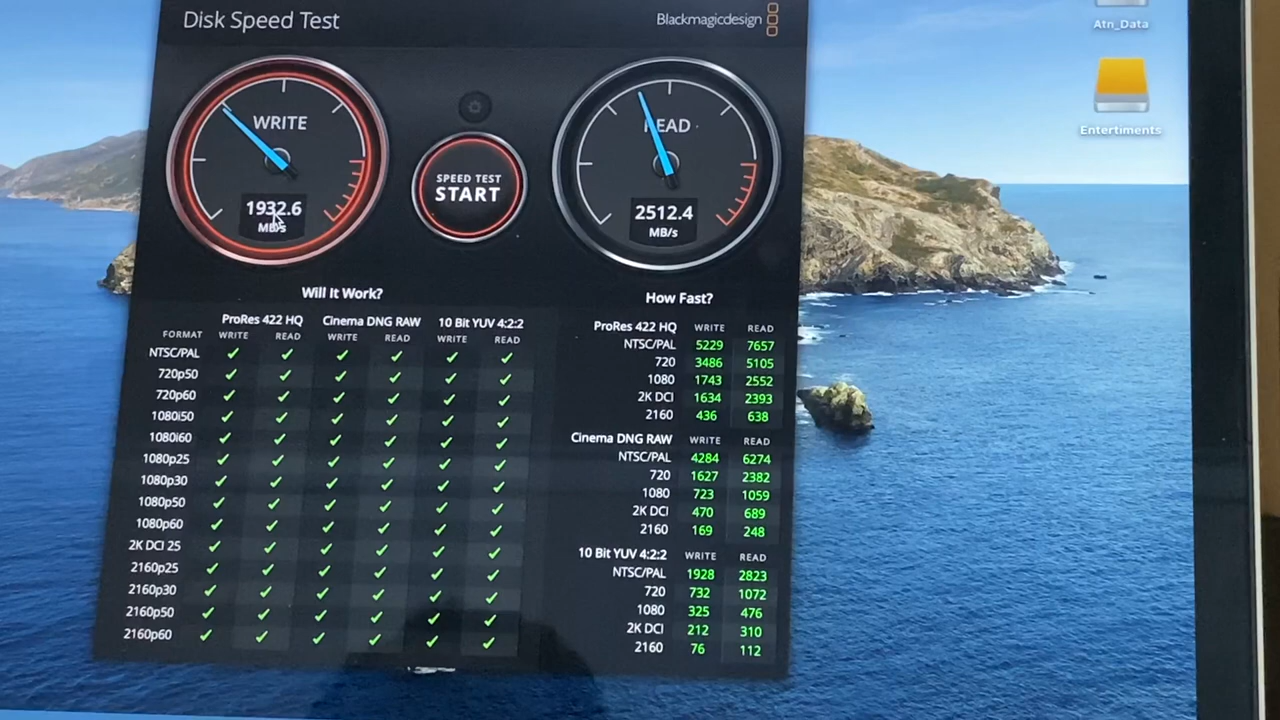 Disk Speed Test
Blackmagicdesign
Atn_Data
Entertiments
WRITE
1932.6
MB/s
SPEED TEST
START
READ
2512.4
MB/s
Will It Work?
ProRes 422 HQ Cinema DNG RAW 10 Bit YUV 4:2:2
FORMAT WRITE READ WRITE READ WRITE READ
NTSC/PAL ✓ ✓ ✓ ✓ ✓ ✓
720p50 ✓ ✓ ✓ ✓ ✓ ✓
720p60 ✓ ✓ ✓ ✓ ✓ ✓
1080i50 ✓ ✓ ✓ ✓ ✓ ✓
1080i60 ✓ ✓ ✓ ✓ ✓ ✓
1080p25 ✓ ✓ ✓ ✓ ✓ ✓
1080p30 ✓ ✓ ✓ ✓ ✓ ✓
1080p50 ✓ ✓ ✓ ✓ ✓ ✓
1080p60 ✓ ✓ ✓ ✓ ✓ ✓
2K DCI 25 ✓ ✓ ✓ ✓ ✓ ✓
2160p25 ✓ ✓ ✓ ✓ ✓ ✓
2160p30 ✓ ✓ ✓ ✓ ✓ ✓
2160p50 ✓ ✓ ✓ ✓ ✓ ✓
2160p60 ✓ ✓ ✓ ✓ ✓ ✓
How Fast?
ProRes 422 HQ WRITE READ
NTSC/PAL 5229 7657
720 3486 5105
1080 1743 2552
2K DCI 1634 2393
2160 436 638
Cinema DNG RAW WRITE READ
NTSC/PAL 4284 6274
720 1627 2382
1080 723 1059
2K DCI 470 689
2160 169 248
10 Bit YUV 4:2:2 WRITE READ
NTSC/PAL 1928 2823
720 732 1072
1080 325 476
2K DCI 212 310
2160 76 112